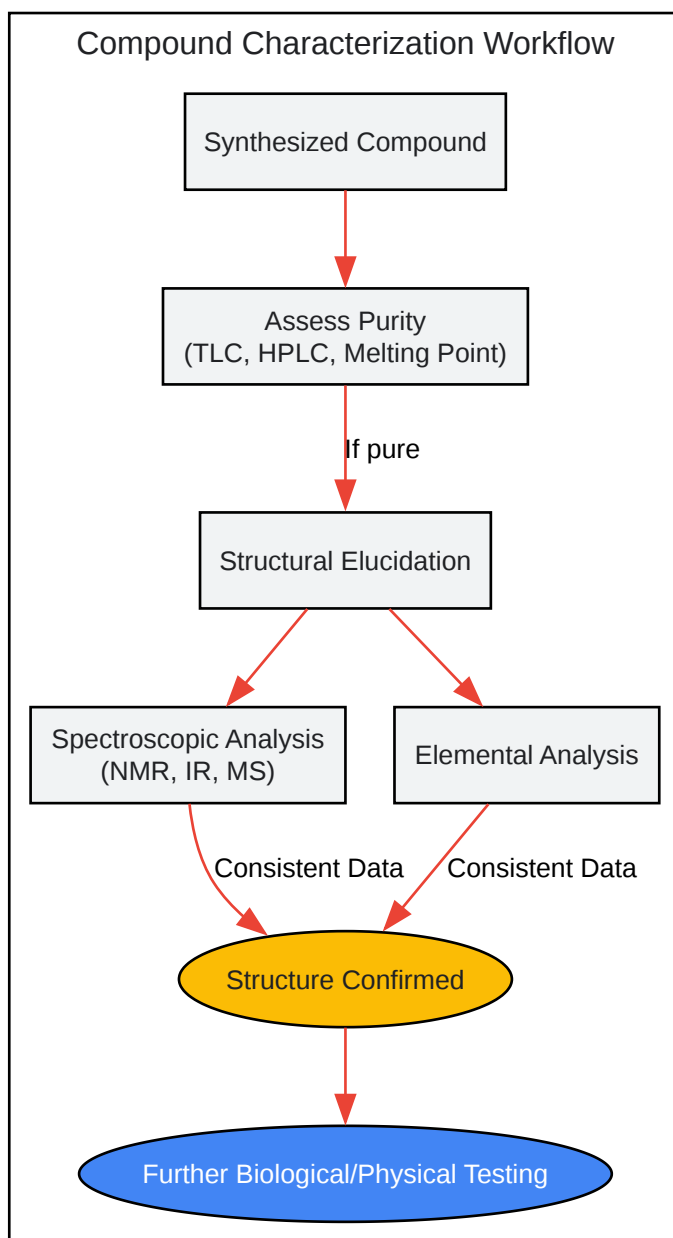 Compound Characterization Workflow
Synthesized Compound
Assess Purity
(TLC, HPLC, Melting Point)
If pure
Structural Elucidation
Spectroscopic Analysis
(NMR, IR, MS)
Elemental Analysis
Consistent Data
Consistent Data
Structure Confirmed
Further Biological/Physical Testing